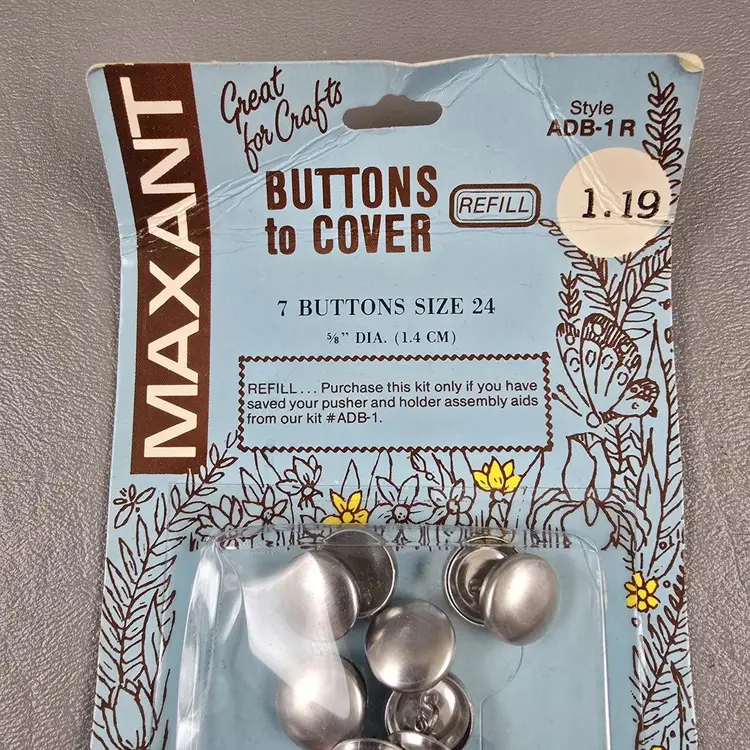 MAXANT
Great
for Crafts
Style
ADB-1R
BUTTONS
to COVER
REFILL
1.19
7 BUTTONS SIZE 24
5/8" DIA. (1.4 CM)
REFILL... Purchase this kit only if you have
saved your pusher and holder assembly aids
from our kit #ADB-1.